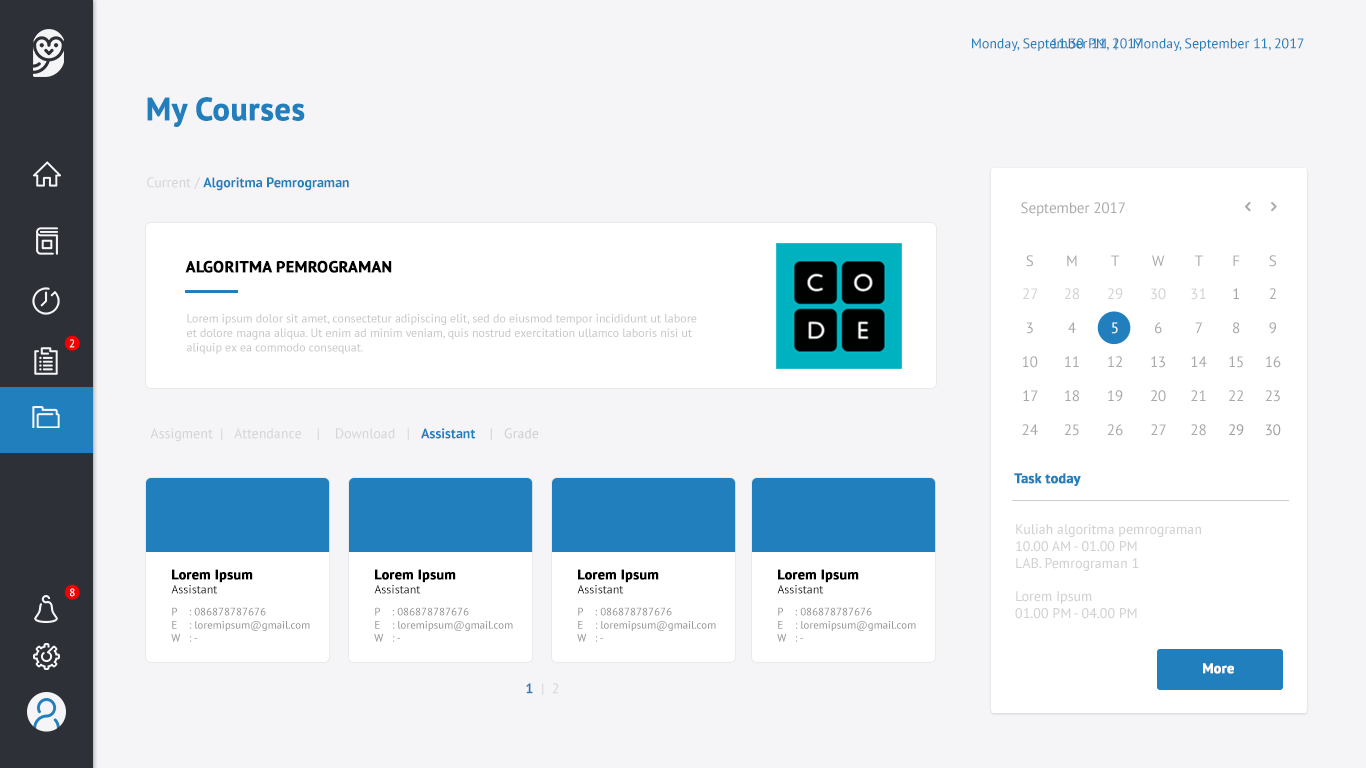 Monday, September 11, 2017
11.30 PM |
Monday, September 11, 2017
My Courses
Current / Algoritma Pemrograman
ALGORITMA PEMROGRAMAN
Lorem ipsum dolor sit amet, consectetur adipiscing elit, sed do eiusmod tempor incididunt ut labore
et dolore magna aliqua. Ut enim ad minim veniam, quis nostrud exercitation ullamco laboris nisi ut
aliquip ex ea commodo consequat.
C O
D E
2
Assigment | Attendance | Download | Assistant | Grade
Lorem Ipsum
Assistant
P : 086878787676
E : loremipsum@gmail.com
W : -
Lorem Ipsum
Assistant
P : 086878787676
E : loremipsum@gmail.com
W : -
Lorem Ipsum
Assistant
P : 086878787676
E : loremipsum@gmail.com
W : -
Lorem Ipsum
Assistant
P : 086878787676
E : loremipsum@gmail.com
W : -
1 | 2
8
September 2017 < >
S M T W T F S
27 28 29 30 31 1 2
3 4 5 6 7 8 9
10 11 12 13 14 15 16
17 18 19 20 21 22 23
24 25 26 27 28 29 30
Task today
Kuliah algoritma pemrograman
10.00 AM - 01.00 PM
LAB. Pemrograman 1
Lorem Ipsum
01.00 PM - 04.00 PM
More